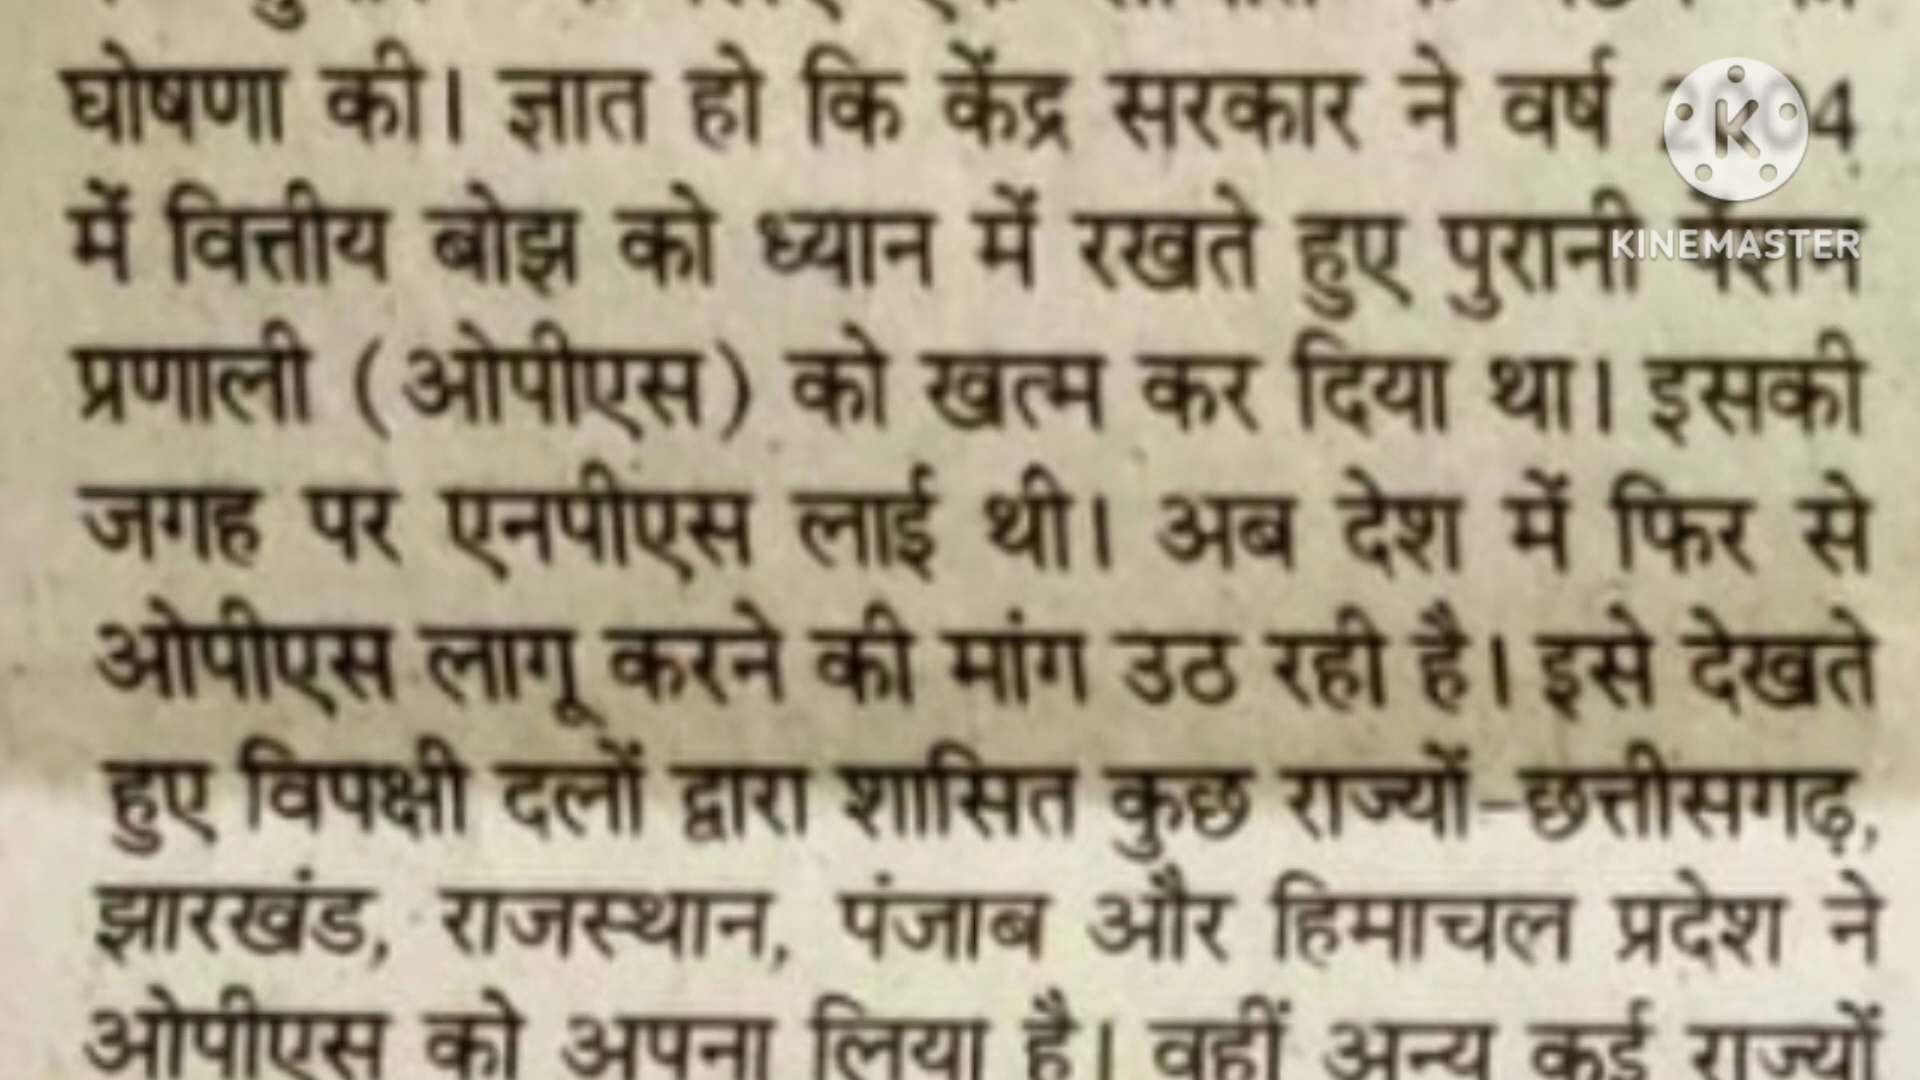 घोषणा की। ज्ञात हो कि केंद्र सरकार ने वर्ष 2004
में वित्तीय बोझ को ध्यान में रखते हुए पुरानी पेंशन
KINEMASTER
प्रणाली (ओपीएस) को खत्म कर दिया था। इसकी
जगह पर एनपीएस लाई थी। अब देश में फिर से
ओपीएस लागू करने की मांग उठ रही है। इसे देखते
हुए विपक्षी दलों द्वारा शासित कुछ राज्यों-छत्तीसगढ़,
झारखंड, राजस्थान, पंजाब और हिमाचल प्रदेश ने
ओपीएस को अपना लिया है। वहीं अन्य कई राज्यों